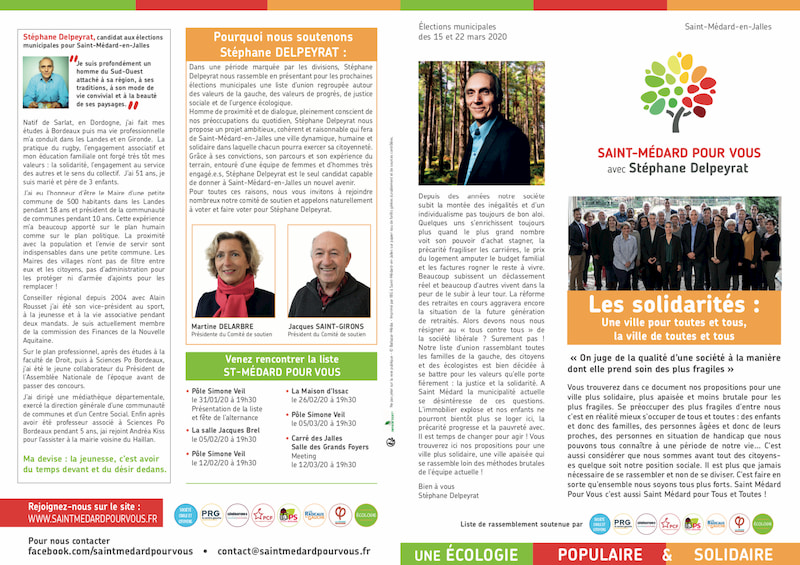 Stéphane Delpeyrat, candidat aux élections
municipales pour Saint-Médard-en-Jalles
"Je suis profondément un
homme du Sud-Ouest
attaché à sa région, à ses
traditions, à son mode de
vie convivial et à la beauté
de ses paysages. "
Natif de Sarlat, en Dordogne, j'ai fait mes
études à Bordeaux puis ma vie professionnelle
m'a conduit dans les Landes et en Gironde. La
pratique du rugby, l'engagement associatif et
mon éducation familiale ont forgé très tôt mes
valeurs : la solidarité, l'engagement au service
des autres et le sens du collectif. J'ai 51 ans, je
suis marié et père de 3 enfants.
J'ai eu l'honneur d'être le Maire d'une petite
commune de 500 habitants dans les Landes
pendant 18 ans et président de la communauté
de communes pendant 10 ans. Cette expérience
m'a beaucoup apporté sur le plan humain
comme sur le plan politique. La proximité
avec la population et l'envie de servir sont
indispensables dans une petite commune. Les
Maires des villages n'ont pas de filtre entre
eux et les citoyens, pas d'administration pour
les protéger ni d'armée d'adjoints pour les
remplacer !
Conseiller régional depuis 2004 avec Alain
Rousset j'ai été son vice-président au sport,
à la jeunesse et à la vie associative pendant
deux mandats. Je suis actuellement membre
de la commission des Finances de la Nouvelle
Aquitaine.
Sur le plan professionnel, après des études à la
faculté de Droit, puis à Sciences Po Bordeaux,
j'ai été le jeune collaborateur du Président de
l'Assemblée Nationale de l'époque avant de
passer des concours.
J'ai dirigé une médiathèque départementale,
exercé la direction générale d'une communauté
de communes et d'un Centre Social. Enfin après
avoir été professeur associé à Sciences Po
Bordeaux pendant 5 ans, j'ai rejoint Andréa Kiss
pour l'assister à la mairie voisine du Haillan.
Ma devise : la jeunesse, c'est avoir
du temps devant et du désir dedans.
Rejoignez-nous sur le site :
WWW.SAINTMEDARDPOURVOUS.FR
Pour nous contacter
facebook.com/saintmedardpourvous • contact@saintmedardpourvous.fr
Pourquoi nous soutenons
Stéphane DELPEYRAT :
Dans une période marquée par les divisions, Stéphane
Delpeyrat nous rassemble en présentant pour les prochaines
élections municipales une liste d'union regroupée autour
des valeurs de la gauche, des valeurs de progrès, de justice
sociale et de l'urgence écologique.
Homme de proximité et de dialogue, pleinement conscient de
nos préoccupations du quotidien, Stéphane Delpeyrat nous
propose un projet ambitieux, cohérent et raisonnable qui fera
de Saint-Médard-en-Jalles une ville dynamique, humaine et
solidaire dans laquelle chacun pourra exercer sa citoyenneté.
Grâce à ses convictions, son parcours et son expérience du
terrain, entouré d'une équipe de femmes et d'hommes très
engagé.e.s, Stéphane Delpeyrat est le seul candidat capable
de donner à Saint-Médard-en-Jalles un nouvel avenir.
Pour toutes ces raisons, nous vous invitons à rejoindre
nombreux notre comité de soutien et appelons naturellement
à voter et faire voter pour Stéphane Delpeyrat.
Martine DELARBRE
Présidente du Comité de soutien
Jacques SAINT-GIRONS
Président du Comité de soutien
Venez rencontrer la liste
ST-MÉDARD POUR VOUS
• Pôle Simone Veil
le 31/01/20 à 19h30
Présentation de la liste
et fête de l'alternance
• La salle Jacques Brel
le 05/02/20 à 19h30
• Pôle Simone Veil
le 12/02/20 à 19h30
• La Maison d'Issac
le 26/02/20 à 19h30
• Pôle Simone Veil
le 05/03/20 à 19h30
• Carré des Jalles
Salle des Grands Foyers
Meeting
le 12/03/20 à 19h30
PRG
PCF
PS
ÉCOLOGIE
Élections municipales
des 15 et 22 mars 2020
Depuis des années notre société
subit la montée des inégalités et d'un
individualisme pas toujours de bon aloi.
Quelques uns s'enrichissent toujours
plus quand le plus grand nombre
voit son pouvoir d'achat stagner, la
précarité fragiliser les carrières, le prix
du logement amputer le budget familial
et les factures rogner le reste à vivre.
Beaucoup subissent un déclassement
réel et beaucoup d'autres vivent dans la
peur de le subir à leur tour. La réforme
des retraites en cours aggravera encore
la situation de la future génération
de retraités. Alors devons nous nous
résigner au « tous contre tous » de
la société libérale ? Surement pas !
Notre liste d'union rassemblant toutes
les familles de la gauche, des citoyens
et des écologistes est bien décidée à
se battre pour les valeurs qu'elle porte
fièrement : la justice et la solidarité. A
Saint Médard la municipalité actuelle
se désintéresse de ces questions.
L'immobilier explose et nos enfants ne
pourront bientôt plus se loger ici, la
précarité progresse et la pauvreté avec.
Il est temps de changer pour agir ! Vous
trouverez ici nos propositions pour une
ville plus solidaire, une ville apaisée qui
se rassemble loin des méthodes brutales
de l'équipe actuelle !
Bien à vous
Stéphane Delpeyrat
Saint-Médard-en-Jalles
SAINT-MÉDARD POUR VOUS
avec Stéphane Delpeyrat
Les solidarités :
Une ville pour toutes et tous,
la ville de toutes et tous
« On juge de la qualité d'une société à la manière
dont elle prend soin des plus fragiles »
Vous trouverez dans ce document nos propositions pour une
ville plus solidaire, plus apaisée et moins brutale pour les
plus fragiles. Se préoccuper des plus fragiles d'entre nous
c'est en réalité mieux s'occuper de tous et toutes : des enfants
et donc des familles, des personnes âgées et donc de leurs
proches, des personnes en situation de handicap que nous
pouvons tous connaître à une période de notre vie... C'est
aussi considérer que nous sommes avant tout des citoyens-
es quelque soit notre position sociale. Il est plus que jamais
nécessaire de se rassembler et non de se diviser. C'est faire en
sorte qu'ensemble nous soyons tous plus forts. Saint Médard
Pour Vous c'est aussi Saint Médard pour Tous et Toutes !
Liste de rassemblement soutenue par
PRG
PCF
PS
ÉCOLOGIE
UNE ÉCOLOGIE POPULAIRE & SOLIDAIRE